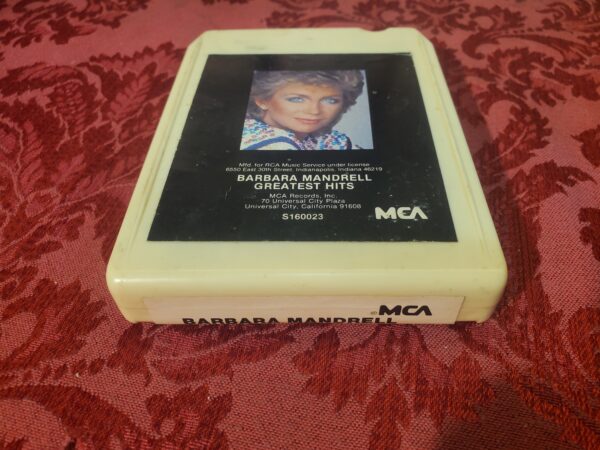 Mfd. for RCA Music Service under license
6550 East 30th Street, Indianapolis, Indiana 46219
BARBARA MANDRELL
GREATEST HITS
MCA Records, Inc.
70 Universal City Plaza
Universal City, California 91608
S160023
MCA
MCA
BARBARA MANDRELL